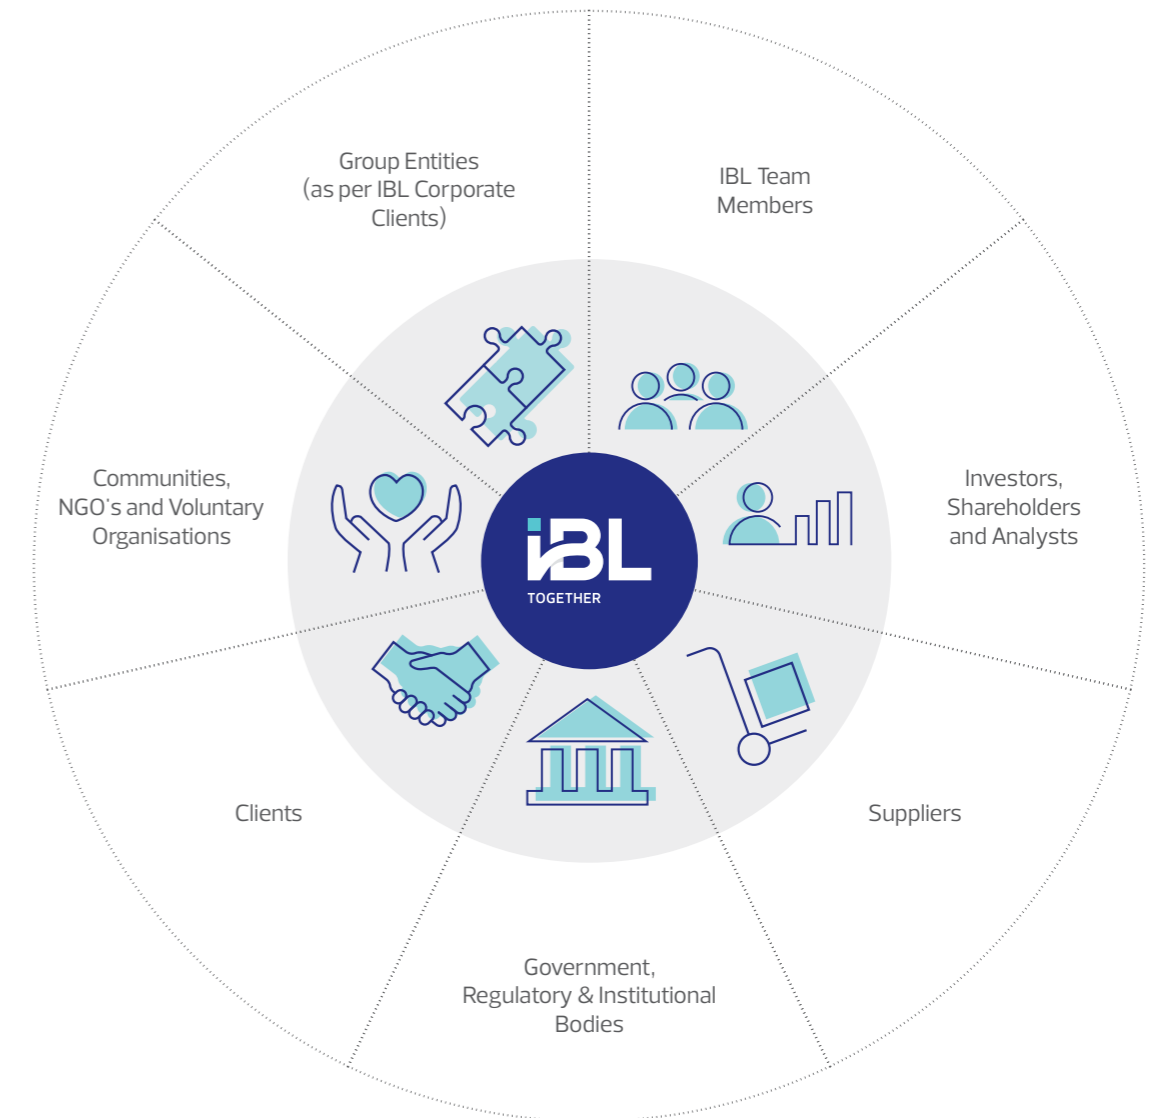 Group Entities
(as per IBL Corporate
Clients)
IBL Team
Members
Communities,
NGO's and Voluntary
Organisations
Investors,
Shareholders
and Analysts
iBL
TOGETHER
Clients
Suppliers
Government,
Regulatory & Institutional
Bodies